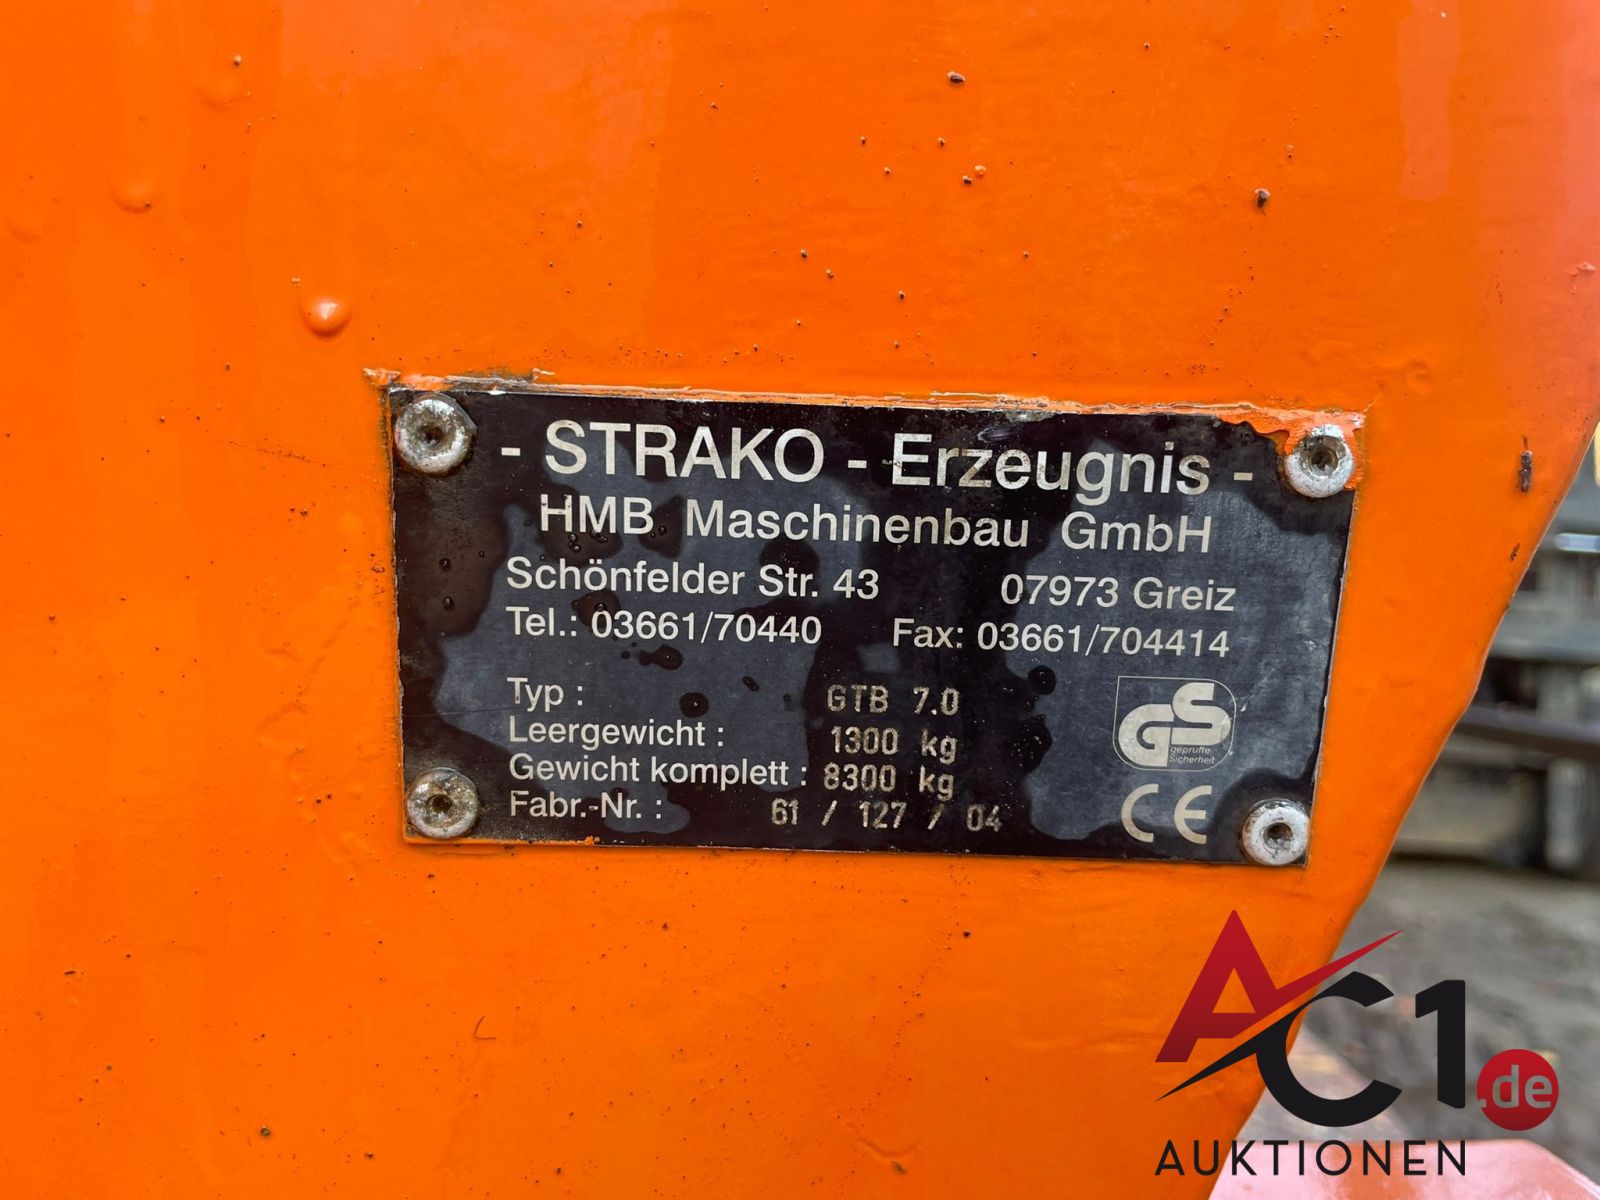 - STRAKO - Erzeugnis -
HMB Maschinenbau GmbH
Schönfelder Str. 43 07973 Greiz
Tel.: 03661/70440 Fax: 03661/704414
Typ : GTB 7.0
Leergewicht : 1300 kg
Gewicht komplett : 8300 kg
Fabr.-Nr. : 61 / 127 / 04
GS
geprüfte
Sicherheit
CE
AC1.de
AUKTIONEN